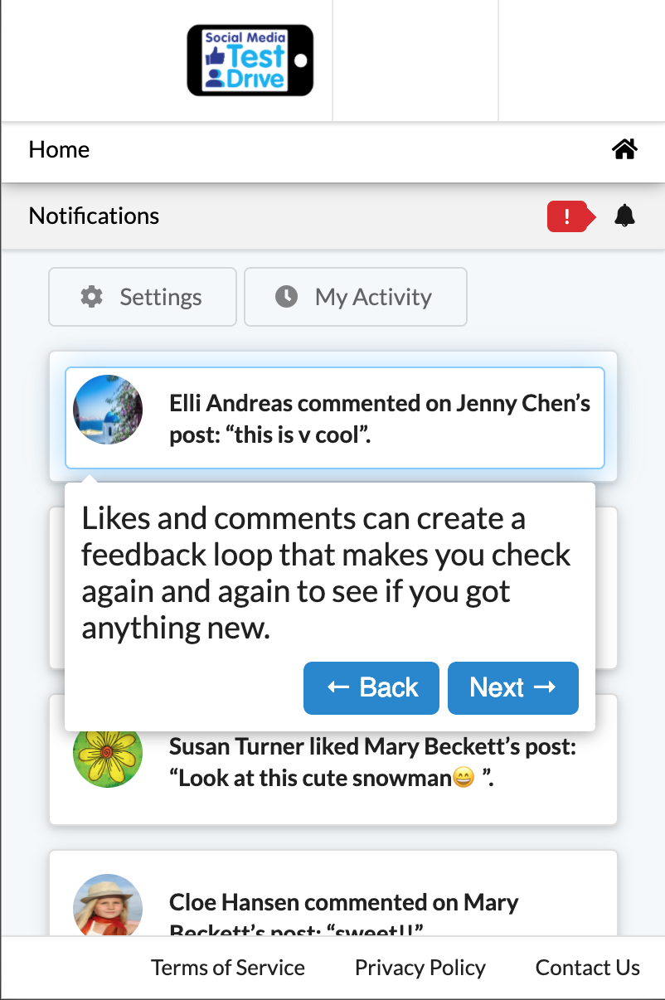 Social Media
Test
Drive
Home
Notifications
!
Settings
My Activity
Elli Andreas commented on Jenny Chen’s
post: “this is v cool”.
Likes and comments can create a
feedback loop that makes you check
again and again to see if you got
anything new.
← Back
Next →
Susan Turner liked Mary Beckett’s post:
“Look at this cute snowman😄 ”.
Cloe Hansen commented on Mary
Beckett’s post: “sweet!!”
Terms of Service
Privacy Policy
Contact Us